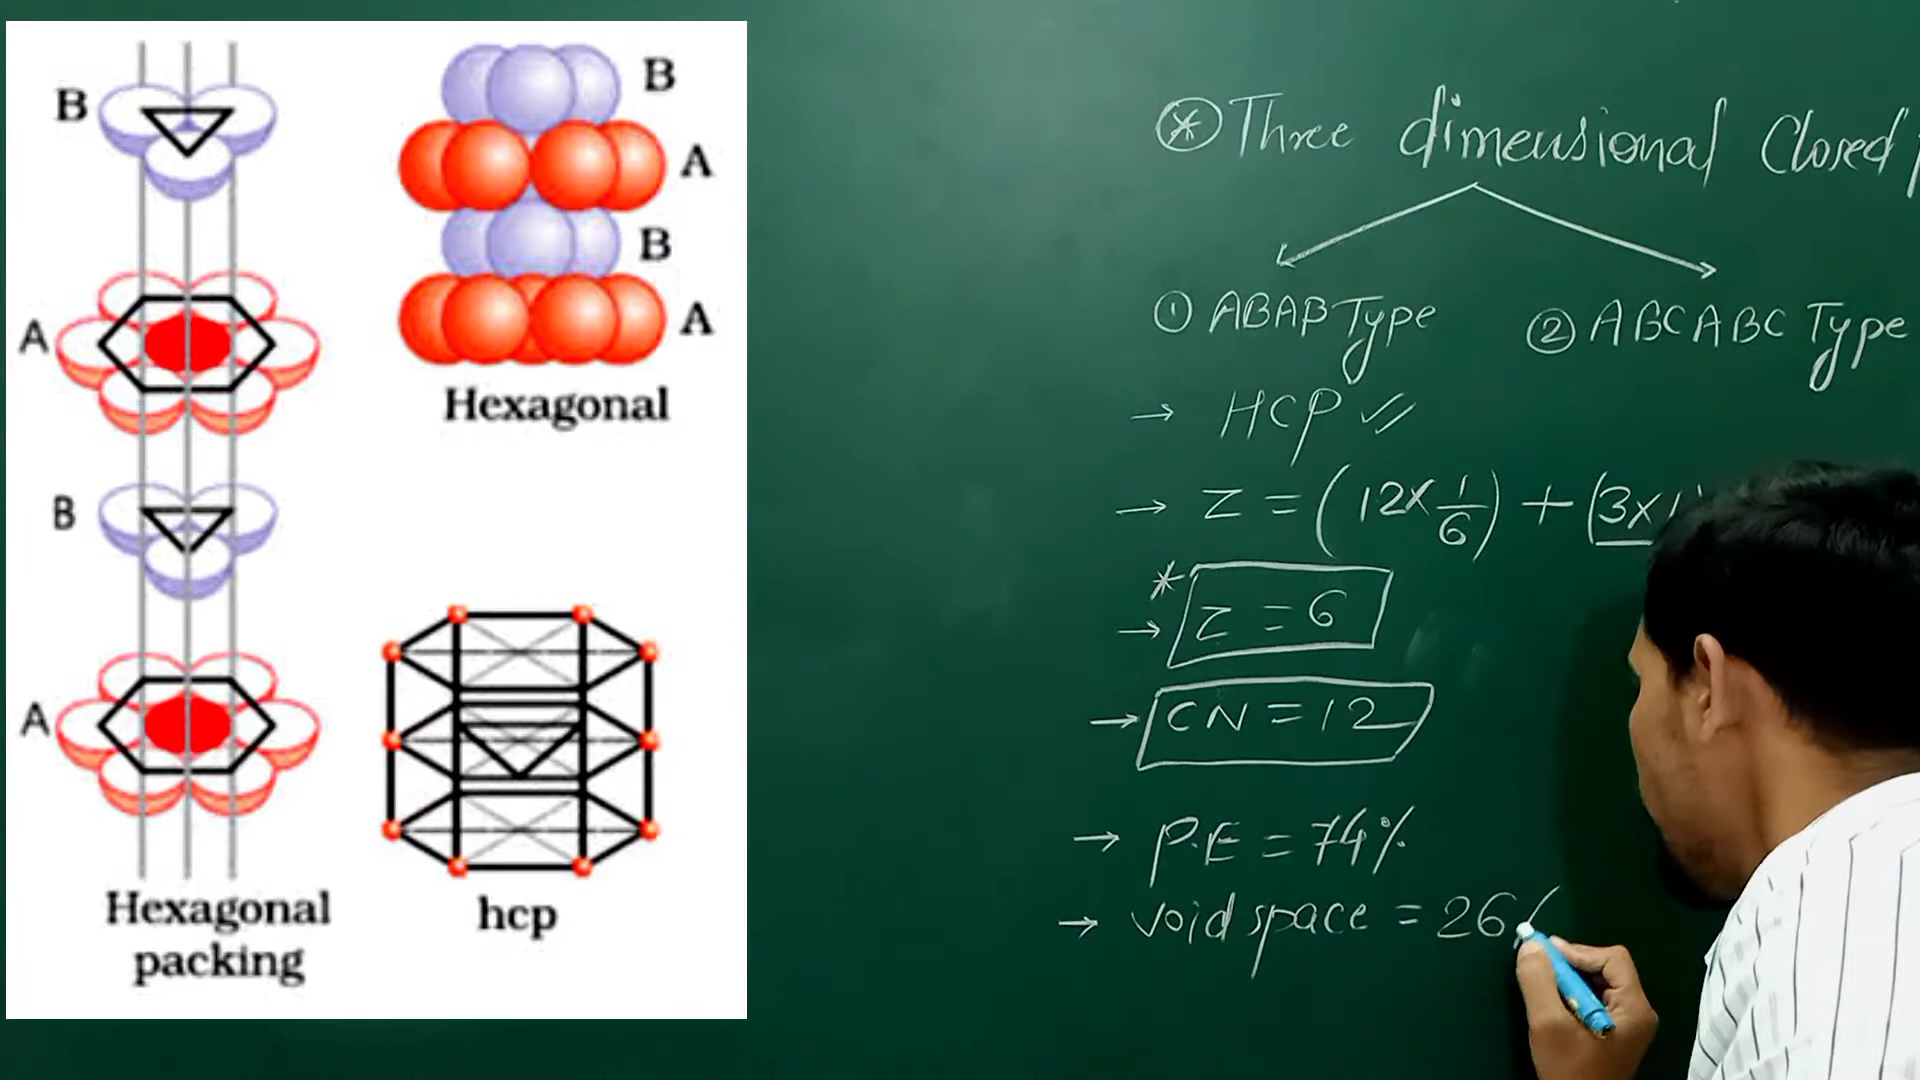 B
A
B
A
Hexagonal
packing
B
A
B
A
Hexagonal
hcp
* Three dimensional Closed
① ABAB Type
② ABCABC Type
→ HCP ✓
→ Z = (12×1/6) + (3×1
*
→ Z = 6
→ CN = 12
→ P.E = 74%
→ void space = 26